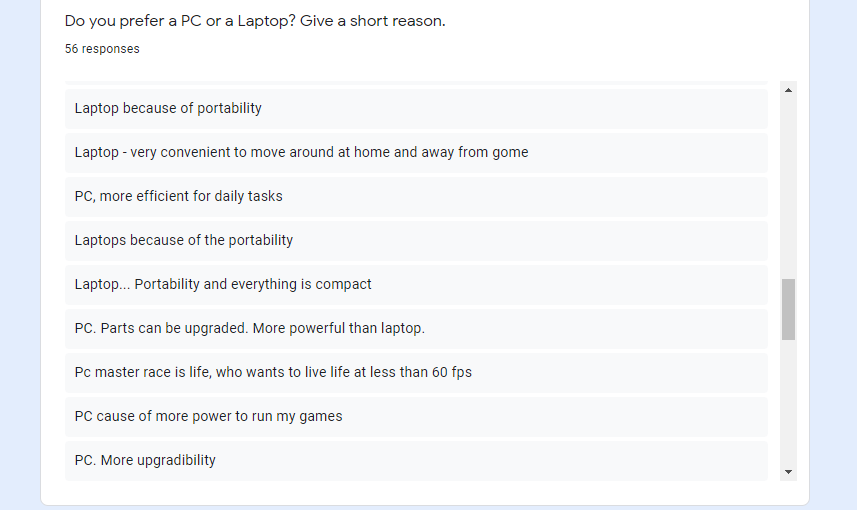 Do you prefer a PC or a Laptop? Give a short reason.
56 responses
Laptop because of portability
Laptop - very convenient to move around at home and away from gome
PC, more efficient for daily tasks
Laptops because of the portability
Laptop... Portability and everything is compact
PC. Parts can be upgraded. More powerful than laptop.
Pc master race is life, who wants to live life at less than 60 fps
PC cause of more power to run my games
PC. More upgradibility